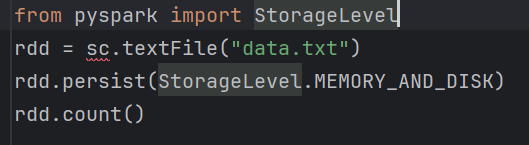 from pyspark import StorageLevel
rdd = sc.textFile("data.txt")
rdd.persist(StorageLevel.MEMORY_AND_DISK)
rdd.count()